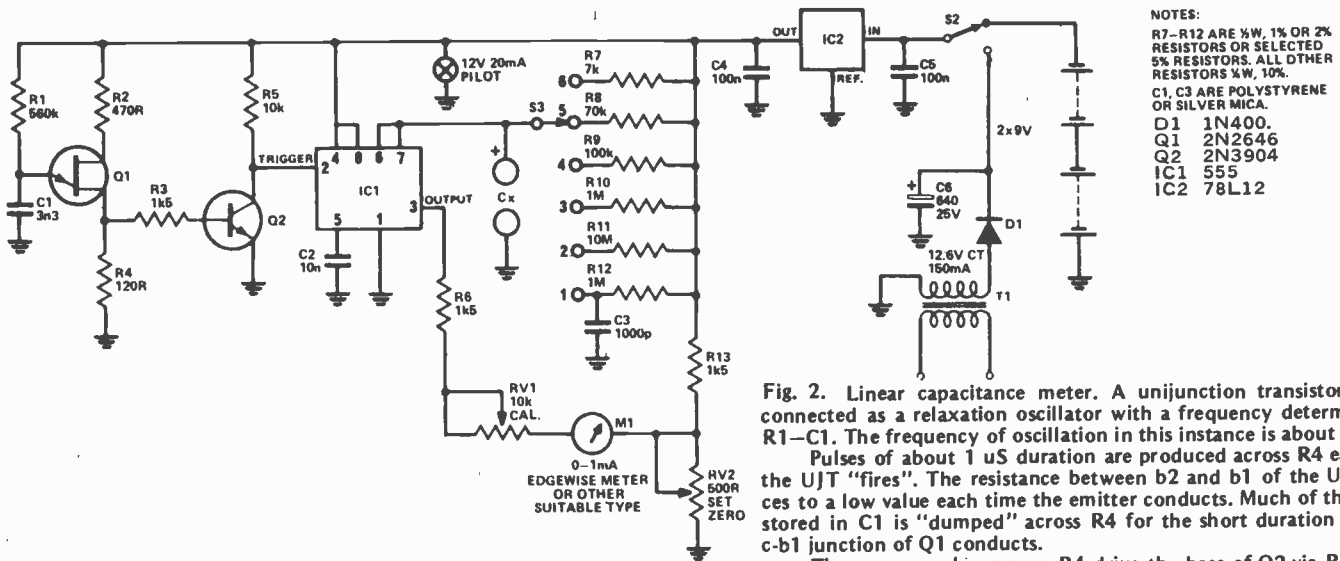 R1
560k
R2
470R
Q1
C1
3n3
R3
1k5
R4
120R
R5
10k
Q2
TRIGGER
2
4
8
6
7
IC1
3
OUTPUT
5
1
C2
10n
12V 20mA
PILOT
R6
1k5
RV1
10k
CAL.
M1
0–1mA
EDGEWISE METER
OR OTHER
SUITABLE TYPE
+
Cx
S3
R7
7k
6
R8
70k
5
R9
100k
4
R10
1M
3
R11
10M
2
R12
1M
1
C3
1000p
R13
1k5
RV2
500R
SET
ZERO
OUT
IC2
IN
REF.
C4
100n
C5
100n
S2
2x9V
+
C6
640
25V
D1
12.6V CT
150mA
T1
NOTES:
R7–R12 ARE ½W, 1% OR 2%
RESISTORS OR SELECTED
5% RESISTORS. ALL OTHER
RESISTORS ¼W, 10%.
C1, C3 ARE POLYSTYRENE
OR SILVER MICA.
D1 1N400.
Q1 2N2646
Q2 2N3904
IC1 555
IC2 78L12
Fig. 2. Linear capacitance meter. A unijunction transistor
connected as a relaxation oscillator with a frequency determ
R1–C1. The frequency of oscillation in this instance is about
Pulses of about 1 uS duration are produced across R4 ea
the UJT "fires". The resistance between b2 and b1 of the U
ces to a low value each time the emitter conducts. Much of th
stored in C1 is "dumped" across R4 for the short duration
c-b1 junction of Q1 conducts.
R4 drive the base of Q2 via R